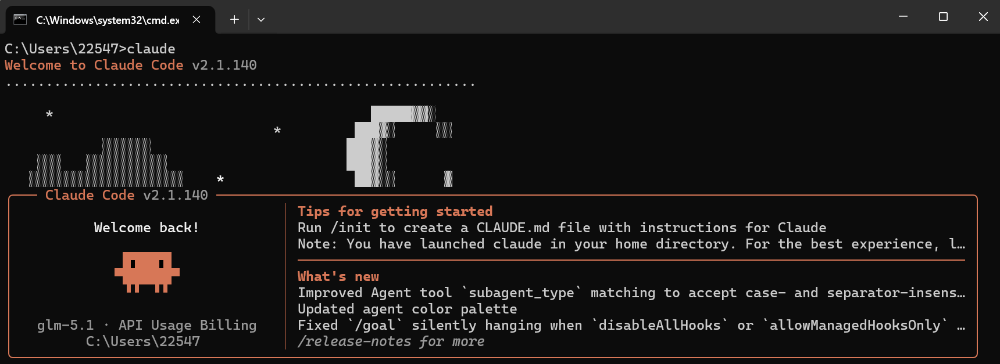 C:\Windows\system32\cmd.ex
C:\Users\22547>claude
Welcome to Claude Code v2.1.140
..........................................................
*
*
*
Claude Code v2.1.140
Welcome back!
glm-5.1 · API Usage Billing
C:\Users\22547
Tips for getting started
Run /init to create a CLAUDE.md file with instructions for Claude
Note: You have launched claude in your home directory. For the best experience, l…
What's new
Improved Agent tool `subagent_type` matching to accept case- and separator-insens…
Updated agent color palette
Fixed `/goal` silently hanging when `disableAllHooks` or `allowManagedHooksOnly` …
/release-notes for more